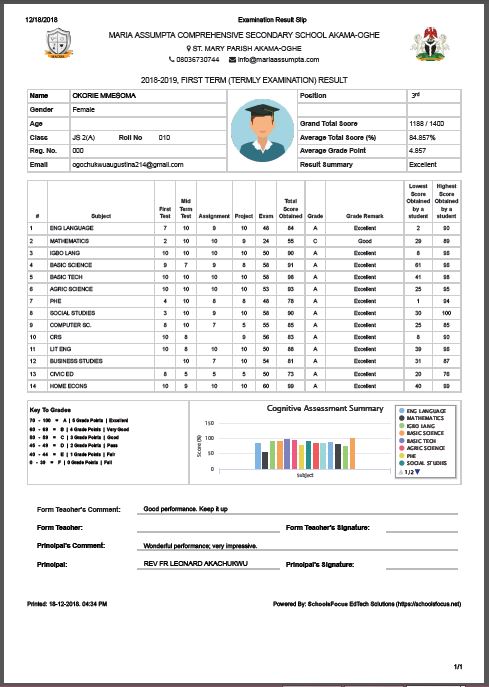 12/18/2018 Examination Result Slip
MARIA ASSUMPTA COMPREHENSIVE SECONDARY SCHOOL AKAMA-OGHE
ST. MARY PARISH AKAMA-OGHE
08036730744 info@mariaassumpta.com
2018-2019, FIRST TERM (TERMLY EXAMINATION) RESULT
Name OKORIE MMESOMA Position 3rd
Gender Female
Age Grand Total Score 1188 / 1400
Class JS 2(A) Roll No 010 Average Total Score (%) 84.857%
Reg. No. 000 Average Grade Point 4.857
Email ogochukwuaugustina214@gmail.com Result Summary Excellent
# Subject First Test Mid Term Test Assignment Project Exam Total Score Obtained Grade Grade Remark Lowest Score Obtained by a student Highest Score Obtained by a student
1 ENG LANGUAGE 7 10 9 10 48 84 A Excellent 2 90
2 MATHEMATICS 2 10 10 9 24 55 C Good 29 89
3 IGBO LANG 10 10 10 10 50 90 A Excellent 8 98
4 BASIC SCIENCE 9 7 9 8 58 91 A Excellent 61 98
5 BASIC TECH 10 10 10 10 58 98 A Excellent 41 98
6 AGRIC SCIENCE 10 10 10 10 53 93 A Excellent 25 95
7 PHE 4 10 8 8 48 78 A Excellent 1 94
8 SOCIAL STUDIES 3 10 9 10 58 90 A Excellent 30 100
9 COMPUTER SC. 8 10 7 5 55 85 A Excellent 25 85
10 CRS 10 8 9 56 83 A Excellent 8 90
11 LIT ENG 10 8 10 10 50 88 A Excellent 39 98
12 BUSINESS STUDIES 10 7 10 54 81 A Excellent 31 87
13 CIVIC ED 8 5 5 5 50 73 A Excellent 20 76
14 HOME ECONS 10 9 10 10 60 99 A Excellent 40 99
Key To Grades
70 - 100 = A | 5 Grade Points | Excellent
60 - 69 = B | 4 Grade Points | Very Good
50 - 59 = C | 3 Grade Points | Good
45 - 49 = D | 2 Grade Points | Pass
40 - 44 = E | 1 Grade Points | Fair
0 - 39 = F | 0 Grade Points | Fail
Cognitive Assessment Summary
Score(%)
150
100
50
0
subject
ENG LANGUAGE
MATHEMATICS
IGBO LANG
BASIC SCIENCE
BASIC TECH
AGRIC SCIENCE
PHE
SOCIAL STUDIES
1/2
Form Teacher's Comment: Good performance. Keep it up
Form Teacher: Form Teacher's Signature:
Principal's Comment: Wonderful performance; very impressive.
Principal: REV FR LEONARD AKACHUKWU Principal's Signature:
Printed: 18-12-2018. 04:34 PM Powered By: SchoolsFocus EdTech Solutions (https://schoolsfocus.net)
1/1